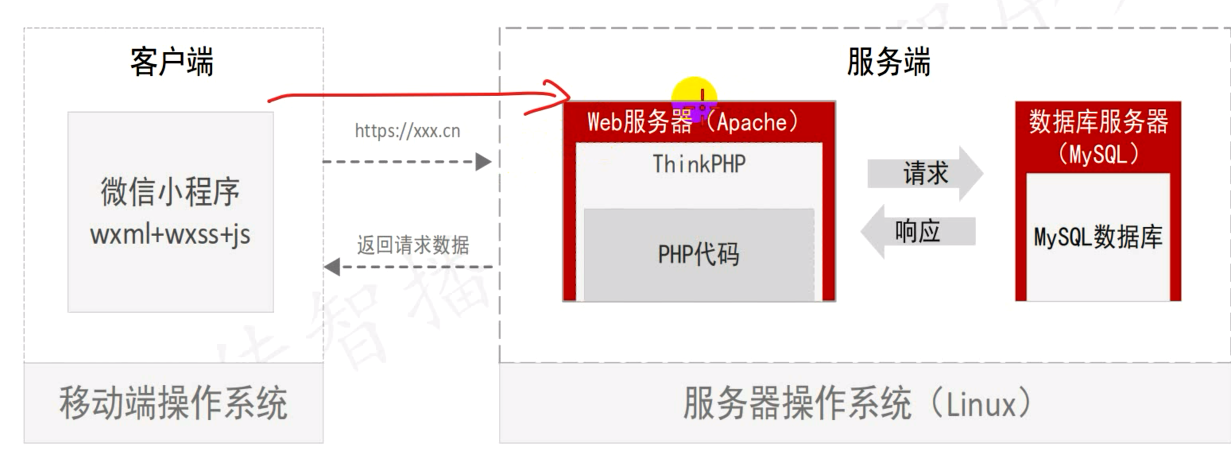 客户端
服务端
微信小程序
wxml+wxss+js
https://xxx.cn
返回请求数据
Web服务器（Apache）
ThinkPHP
PHP代码
请求
响应
数据库服务器
（MySQL）
MySQL数据库
移动端操作系统
服务器操作系统（Linux）